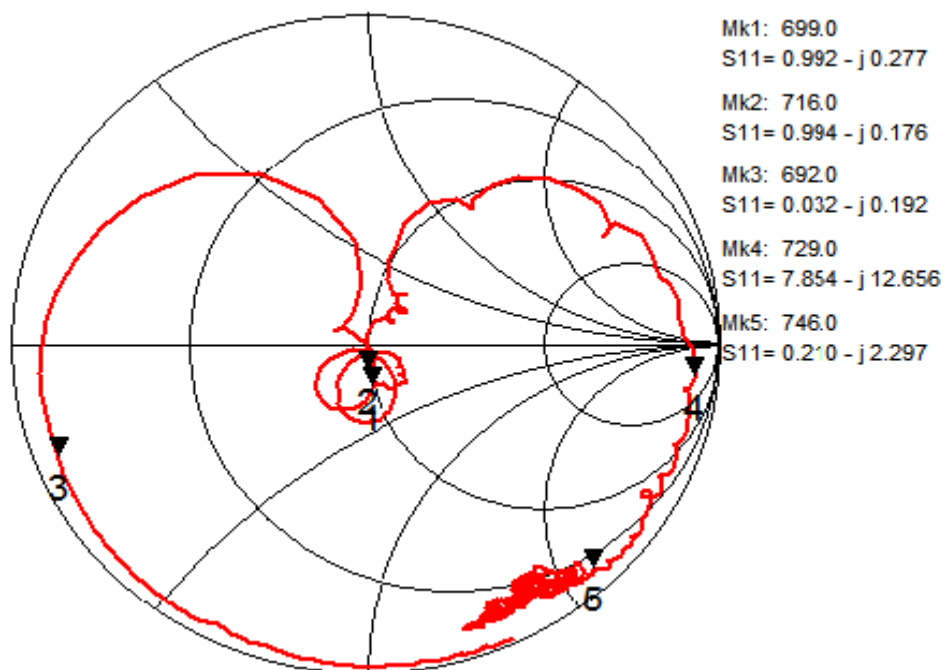 Mk1: 699.0
S11= 0.992 - j 0.277
Mk2: 716.0
S11= 0.994 - j 0.176
Mk3: 692.0
S11= 0.032 - j 0.192
Mk4: 729.0
S11= 7.854 - j 12.656
Mk5: 746.0
S11= 0.210 - j 2.297
2
1
4
3
5